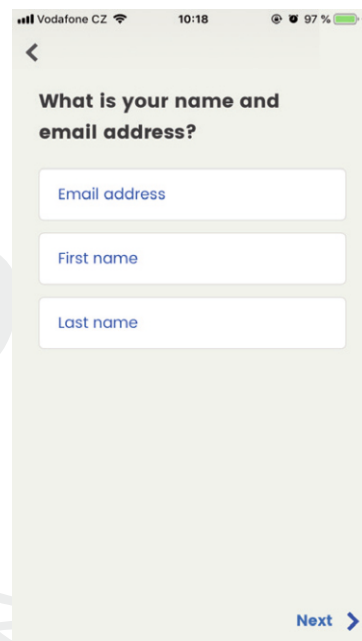 Vodafone CZ 10:18 97 %
What is your name and
email address?
Email address
First name
Last name
Next